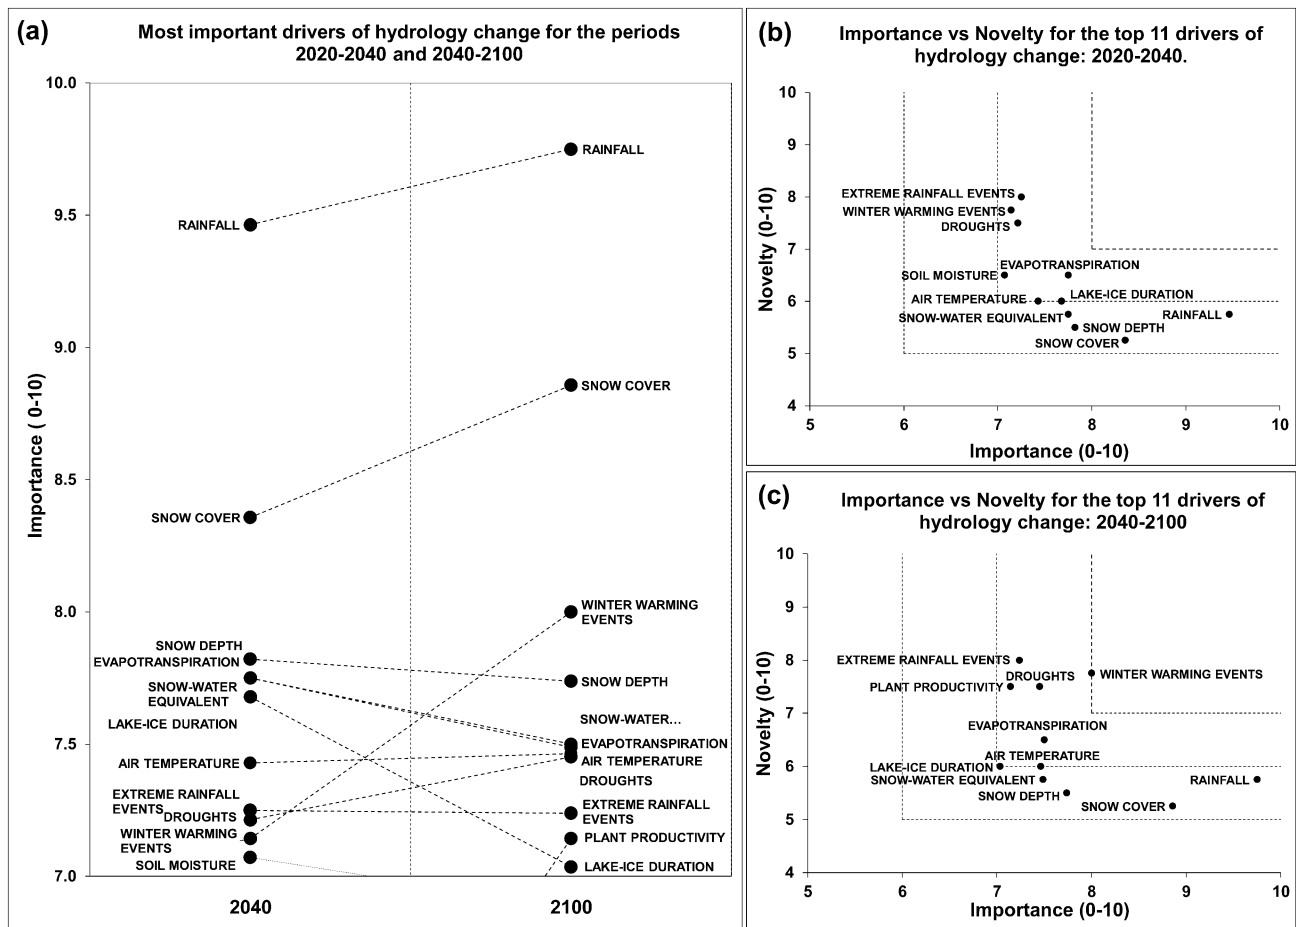 (a)
Most important drivers of hydrology change for the periods
2020-2040 and 2040-2100
Importance ( 0-10)
10.0
9.5
9.0
8.5
8.0
7.5
7.0
RAINFALL
SNOW COVER
SNOW DEPTH
EVAPOTRANSPIRATION
SNOW-WATER
EQUIVALENT
LAKE-ICE DURATION
AIR TEMPERATURE
EXTREME RAINFALL
EVENTS
DROUGHTS
WINTER WARMING
EVENTS
SOIL MOISTURE
RAINFALL
SNOW COVER
WINTER WARMING
EVENTS
SNOW DEPTH
SNOW-WATER...
EVAPOTRANSPIRATION
AIR TEMPERATURE
DROUGHTS
EXTREME RAINFALL
EVENTS
PLANT PRODUCTIVITY
LAKE-ICE DURATION
2040
2100
(b)
Importance vs Novelty for the top 11 drivers of
hydrology change: 2020-2040.
Novelty (0-10)
10
9
8
7
6
5
4
EXTREME RAINFALL EVENTS
WINTER WARMING EVENTS
DROUGHTS
EVAPOTRANSPIRATION
SOIL MOISTURE
AIR TEMPERATURE
LAKE-ICE DURATION
SNOW-WATER EQUIVALENT
RAINFALL
SNOW DEPTH
SNOW COVER
5 6 7 8 9 10
Importance (0-10)
(c)
Importance vs Novelty for the top 11 drivers of
hydrology change: 2040-2100
Novelty (0-10)
10
9
8
7
6
5
4
EXTREME RAINFALL EVENTS
DROUGHTS
WINTER WARMING EVENTS
PLANT PRODUCTIVITY
EVAPOTRANSPIRATION
AIR TEMPERATURE
LAKE-ICE DURATION
SNOW-WATER EQUIVALENT
RAINFALL
SNOW DEPTH
SNOW COVER
5 6 7 8 9 10
Importance (0-10)